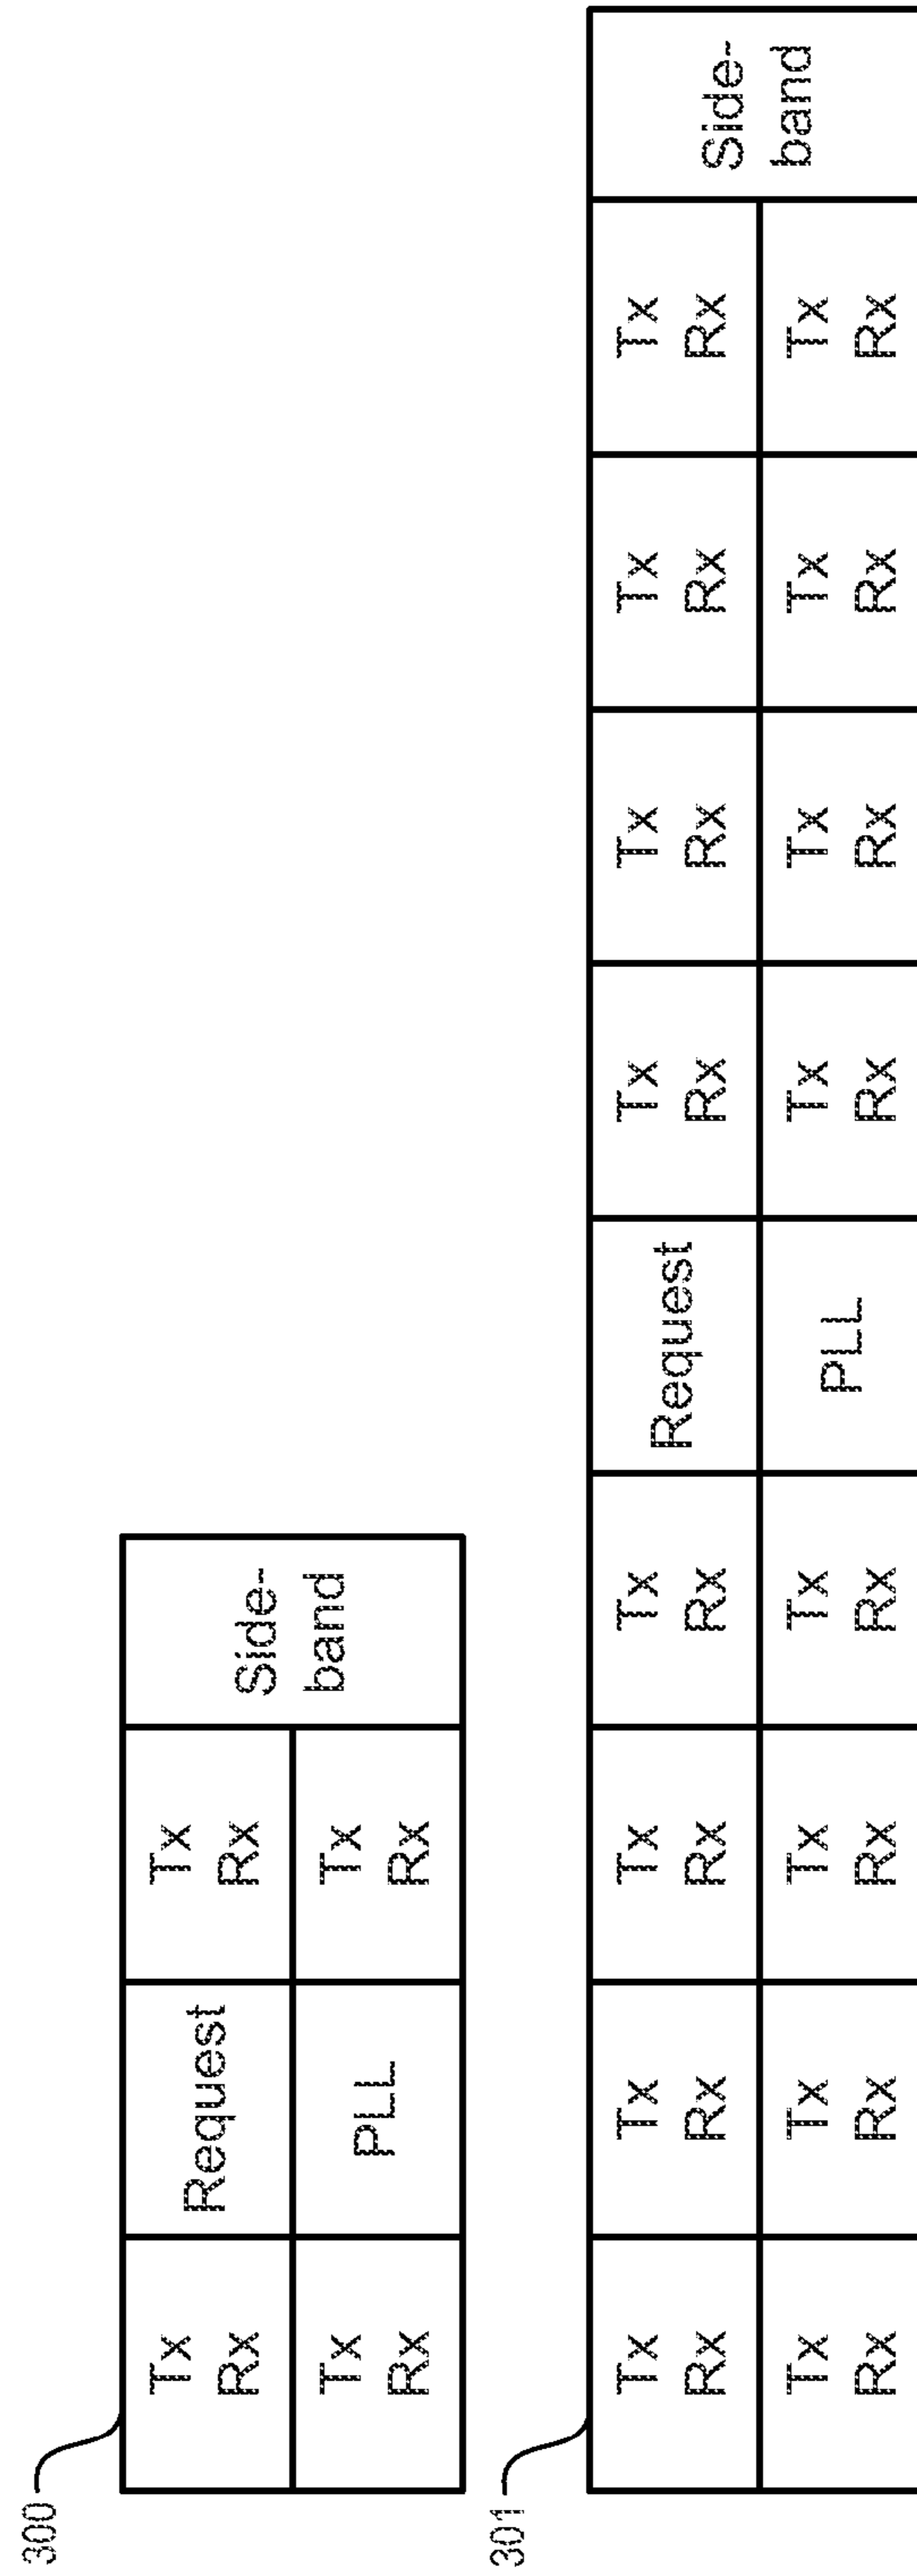 300
Tx
Rx
Request
Tx
Rx
Side-
band
Tx
Rx
PLL
Tx
Rx
301
Tx
Rx
Tx
Rx
Tx
Rx
Tx
Rx
Request
Tx
Rx
Tx
Rx
Tx
Rx
Tx
Rx
Side-
band
Tx
Rx
Tx
Rx
Tx
Rx
Tx
Rx
PLL
Tx
Rx
Tx
Rx
Tx
Rx
Tx
Rx